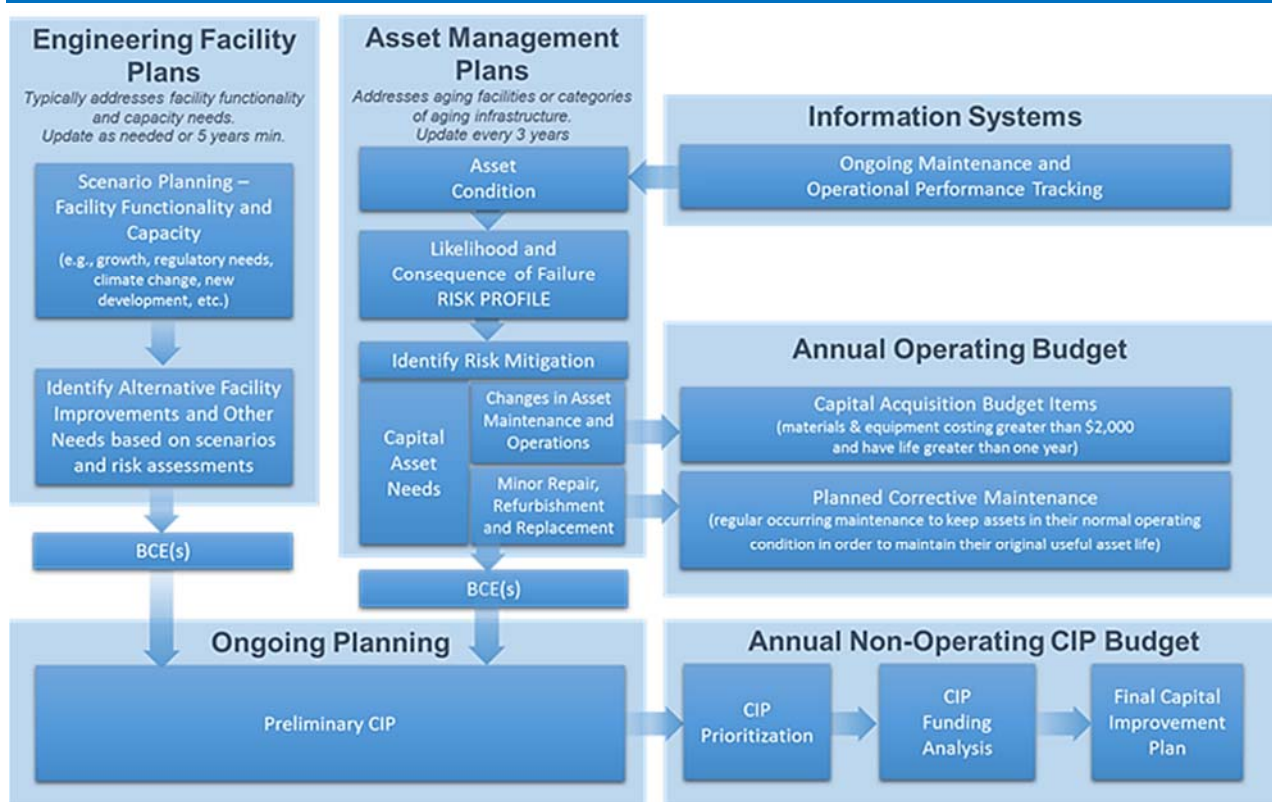 Engineering Facility
Plans
Typically addresses facility functionality
and capacity needs.
Update as needed or 5 years min.
Scenario Planning –
Facility Functionality and
Capacity
(e.g., growth, regulatory needs,
climate change, new
development, etc.)
Identify Alternative Facility
Improvements and Other
Needs based on scenarios
and risk assessments
BCE(s)
Asset Management
Plans
Addresses aging facilities or categories
of aging infrastructure.
Update every 3 years
Asset
Condition
Likelihood and
Consequence of Failure
RISK PROFILE
Identify Risk Mitigation
Capital
Asset
Needs
Changes in Asset
Maintenance and
Operations
Minor Repair,
Refurbishment
and Replacement
BCE(s)
Information Systems
Ongoing Maintenance and
Operational Performance Tracking
Annual Operating Budget
Capital Acquisition Budget Items
(materials & equipment costing greater than $2,000
and have life greater than one year)
Planned Corrective Maintenance
(regular occurring maintenance to keep assets in their normal operating
condition in order to maintain their original useful asset life)
Ongoing Planning
Preliminary CIP
Annual Non-Operating CIP Budget
CIP
Prioritization
CIP
Funding
Analysis
Final Capital
Improvement
Plan